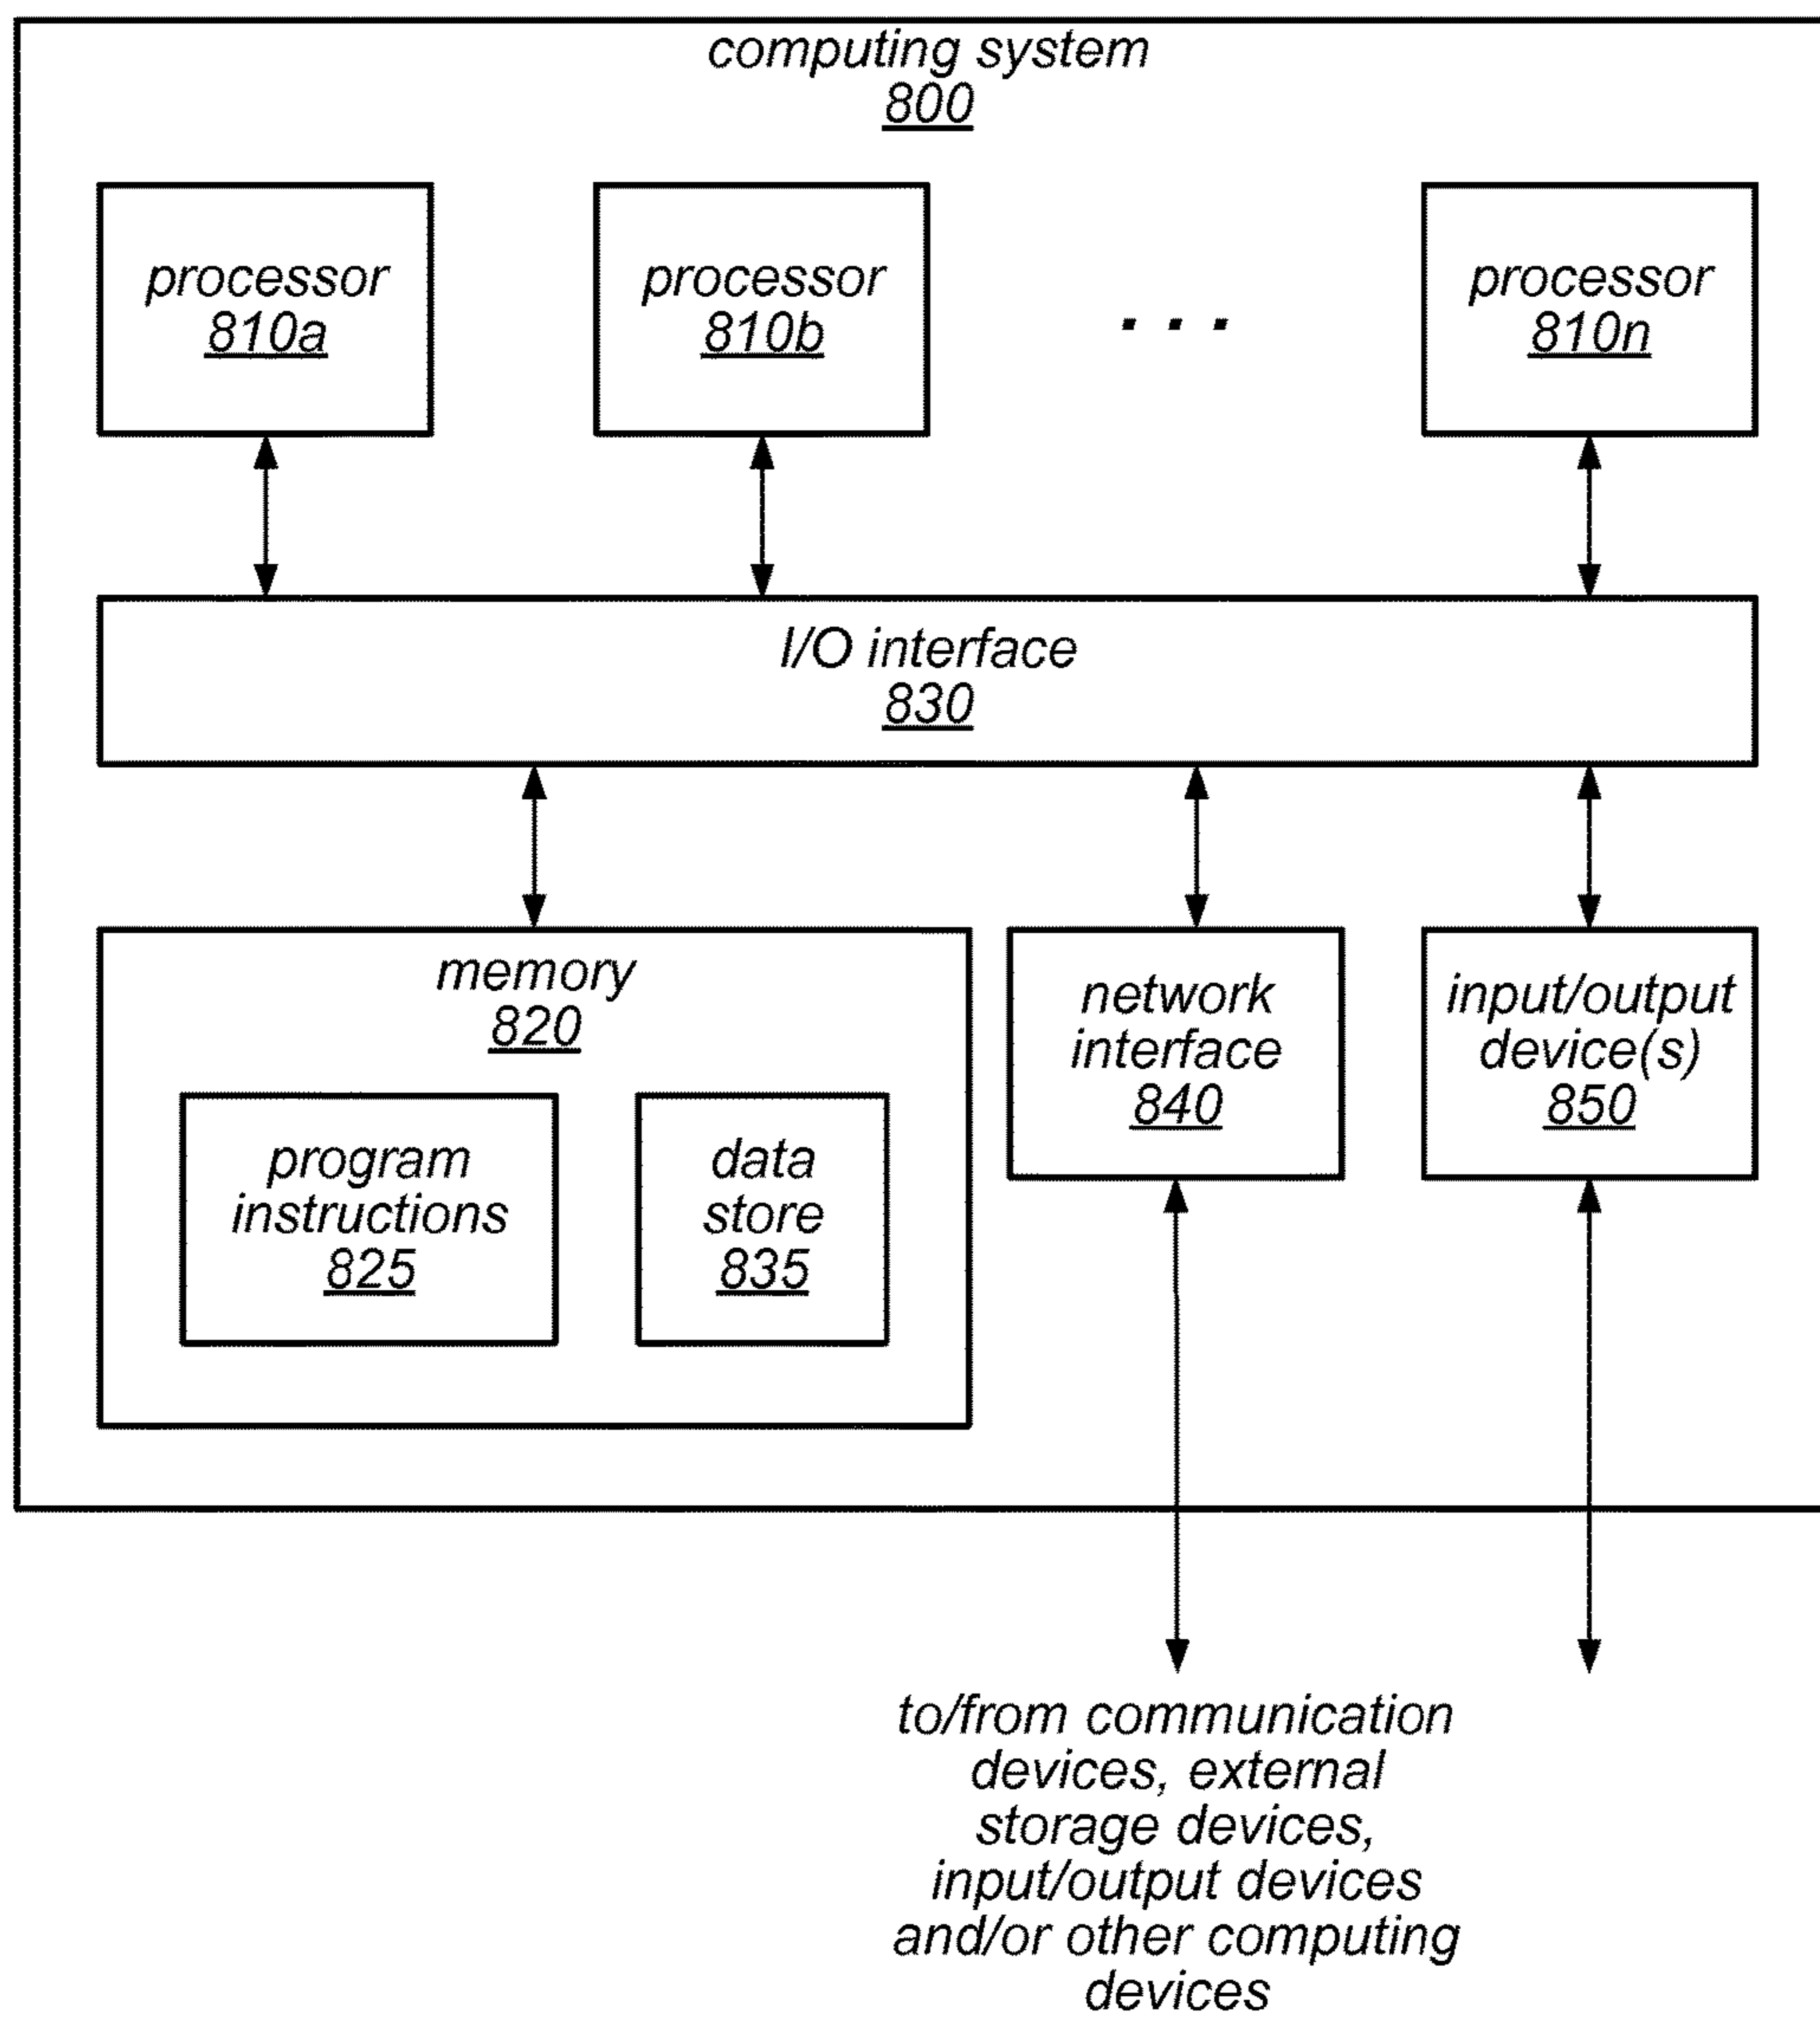 computing system
800
processor
810a
processor
810b
. . .
processor
810n
I/O interface
830
memory
820
program
instructions
825
data
store
835
network
interface
840
input/output
device(s)
850
to/from communication
devices, external
storage devices,
input/output devices
and/or other computing
devices